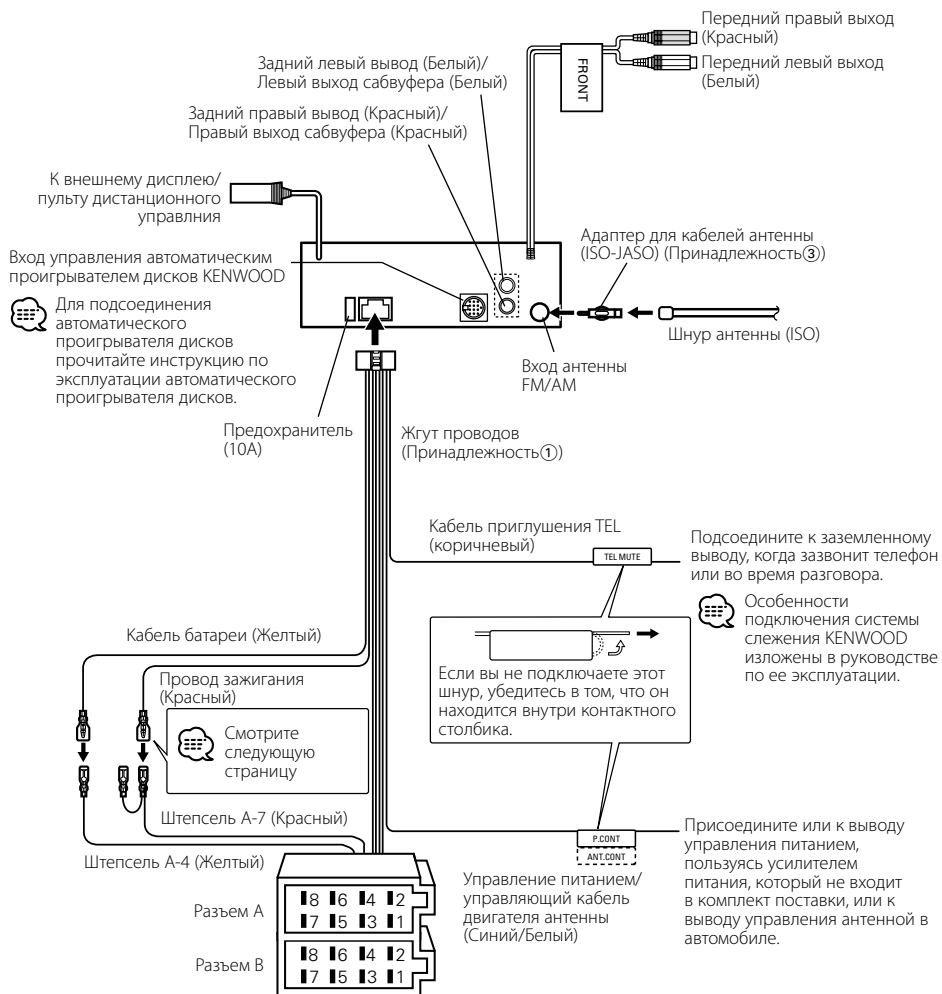 Передний правый выход
(Красный)
Передний левый выход
(Белый)
FRONT
Задний левый вывод (Белый)/
Левый выход сабвуфера (Белый)
Задний правый вывод (Красный)/
Правый выход сабвуфера (Красный)
К внешнему дисплею/
пульту дистанционного
управлния
Адаптер для кабелей антенны
(ISO-JASO) (Принадлежность③)
Вход управления автоматическим
проигрывателем дисков KENWOOD
Для подсоединения
автоматического
проигрывателя дисков
прочитайте инструкцию по
эксплуатации автоматического
проигрывателя дисков.
Шнур антенны (ISO)
Вход антенны
FM/AM
Предохранитель
(10A)
Жгут проводов
(Принадлежность①)
Кабель приглушения TEL
(коричневый)
TEL MUTE
Подсоедините к заземленному
выводу, когда зазвонит телефон
или во время разговора.
Особенности
подключения системы
слежения KENWOOD
изложены в руководстве
по ее эксплуатации.
Кабель батареи (Желтый)
Провод зажигания
(Красный)
Если вы не подключаете этот
шнур, убедитесь в том, что он
находится внутри контактного
столбика.
Смотрите
следующую
страницу
Штепсель А-7 (Красный)
Штепсель А-4 (Желтый)
P.CONT
ANT.CONT
Управление питанием/
управляющий кабель
двигателя антенны
(Синий/Белый)
Присоедините или к выводу
управления питанием,
пользуясь усилителем
питания, который не входит
в комплект поставки, или к
выводу управления антенной в
автомобиле.
Разъем А
8 6 4 2
7 5 3 1
Разъем В
8 6 4 2
7 5 3 1